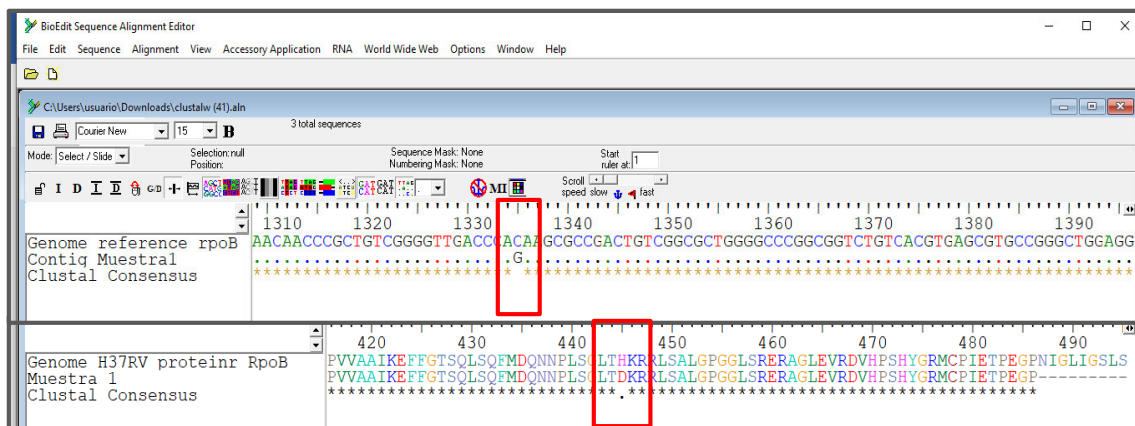 BioEdit Sequence Alignment Editor
File Edit Sequence Alignment View Accessory Application RNA World Wide Web Options Window Help
C:\Users\usuario\Downloads\clustalw (41).aln
Courier New 15 B 3 total sequences
Mode: Select / Slide Selection: null Position: Sequence Mask: None Numbering Mask: None Start ruler at: 1
I D I D G/D MI Scroll speed slow fast
1310 1320 1330 1340 1350 1360 1370 1380 1390
Genome reference rpoB AACAACCCGCTGTCGGGGTTGACCCACAAGCGCCGACTGTCGGCGCTGGGGCCCGGCGGTCTGTCACGTGAGCGTGCCGGGCTGGAGG
Contig Muestra1 ..........................G.............................................................
Clustal Consensus ************************** *************************************************************
420 430 440 450 460 470 480 490
Genome H37RV proteinr RpoB PVVAAIKEFFGTSQLSQFMDQNNPLSGLTHKRRLSALGPGGLSRERAGLEVRDVHPSHYGRMCPIETPEGPNIGLIGSLS
Muestra 1 PVVAAIKEFFGTSQLSQFMDQNNPLSGLTDKRRLSALGPGGLSRERAGLEVRDVHPSHYGRMCPIETPEGP---------
Clustal Consensus *****************************.*****************************************